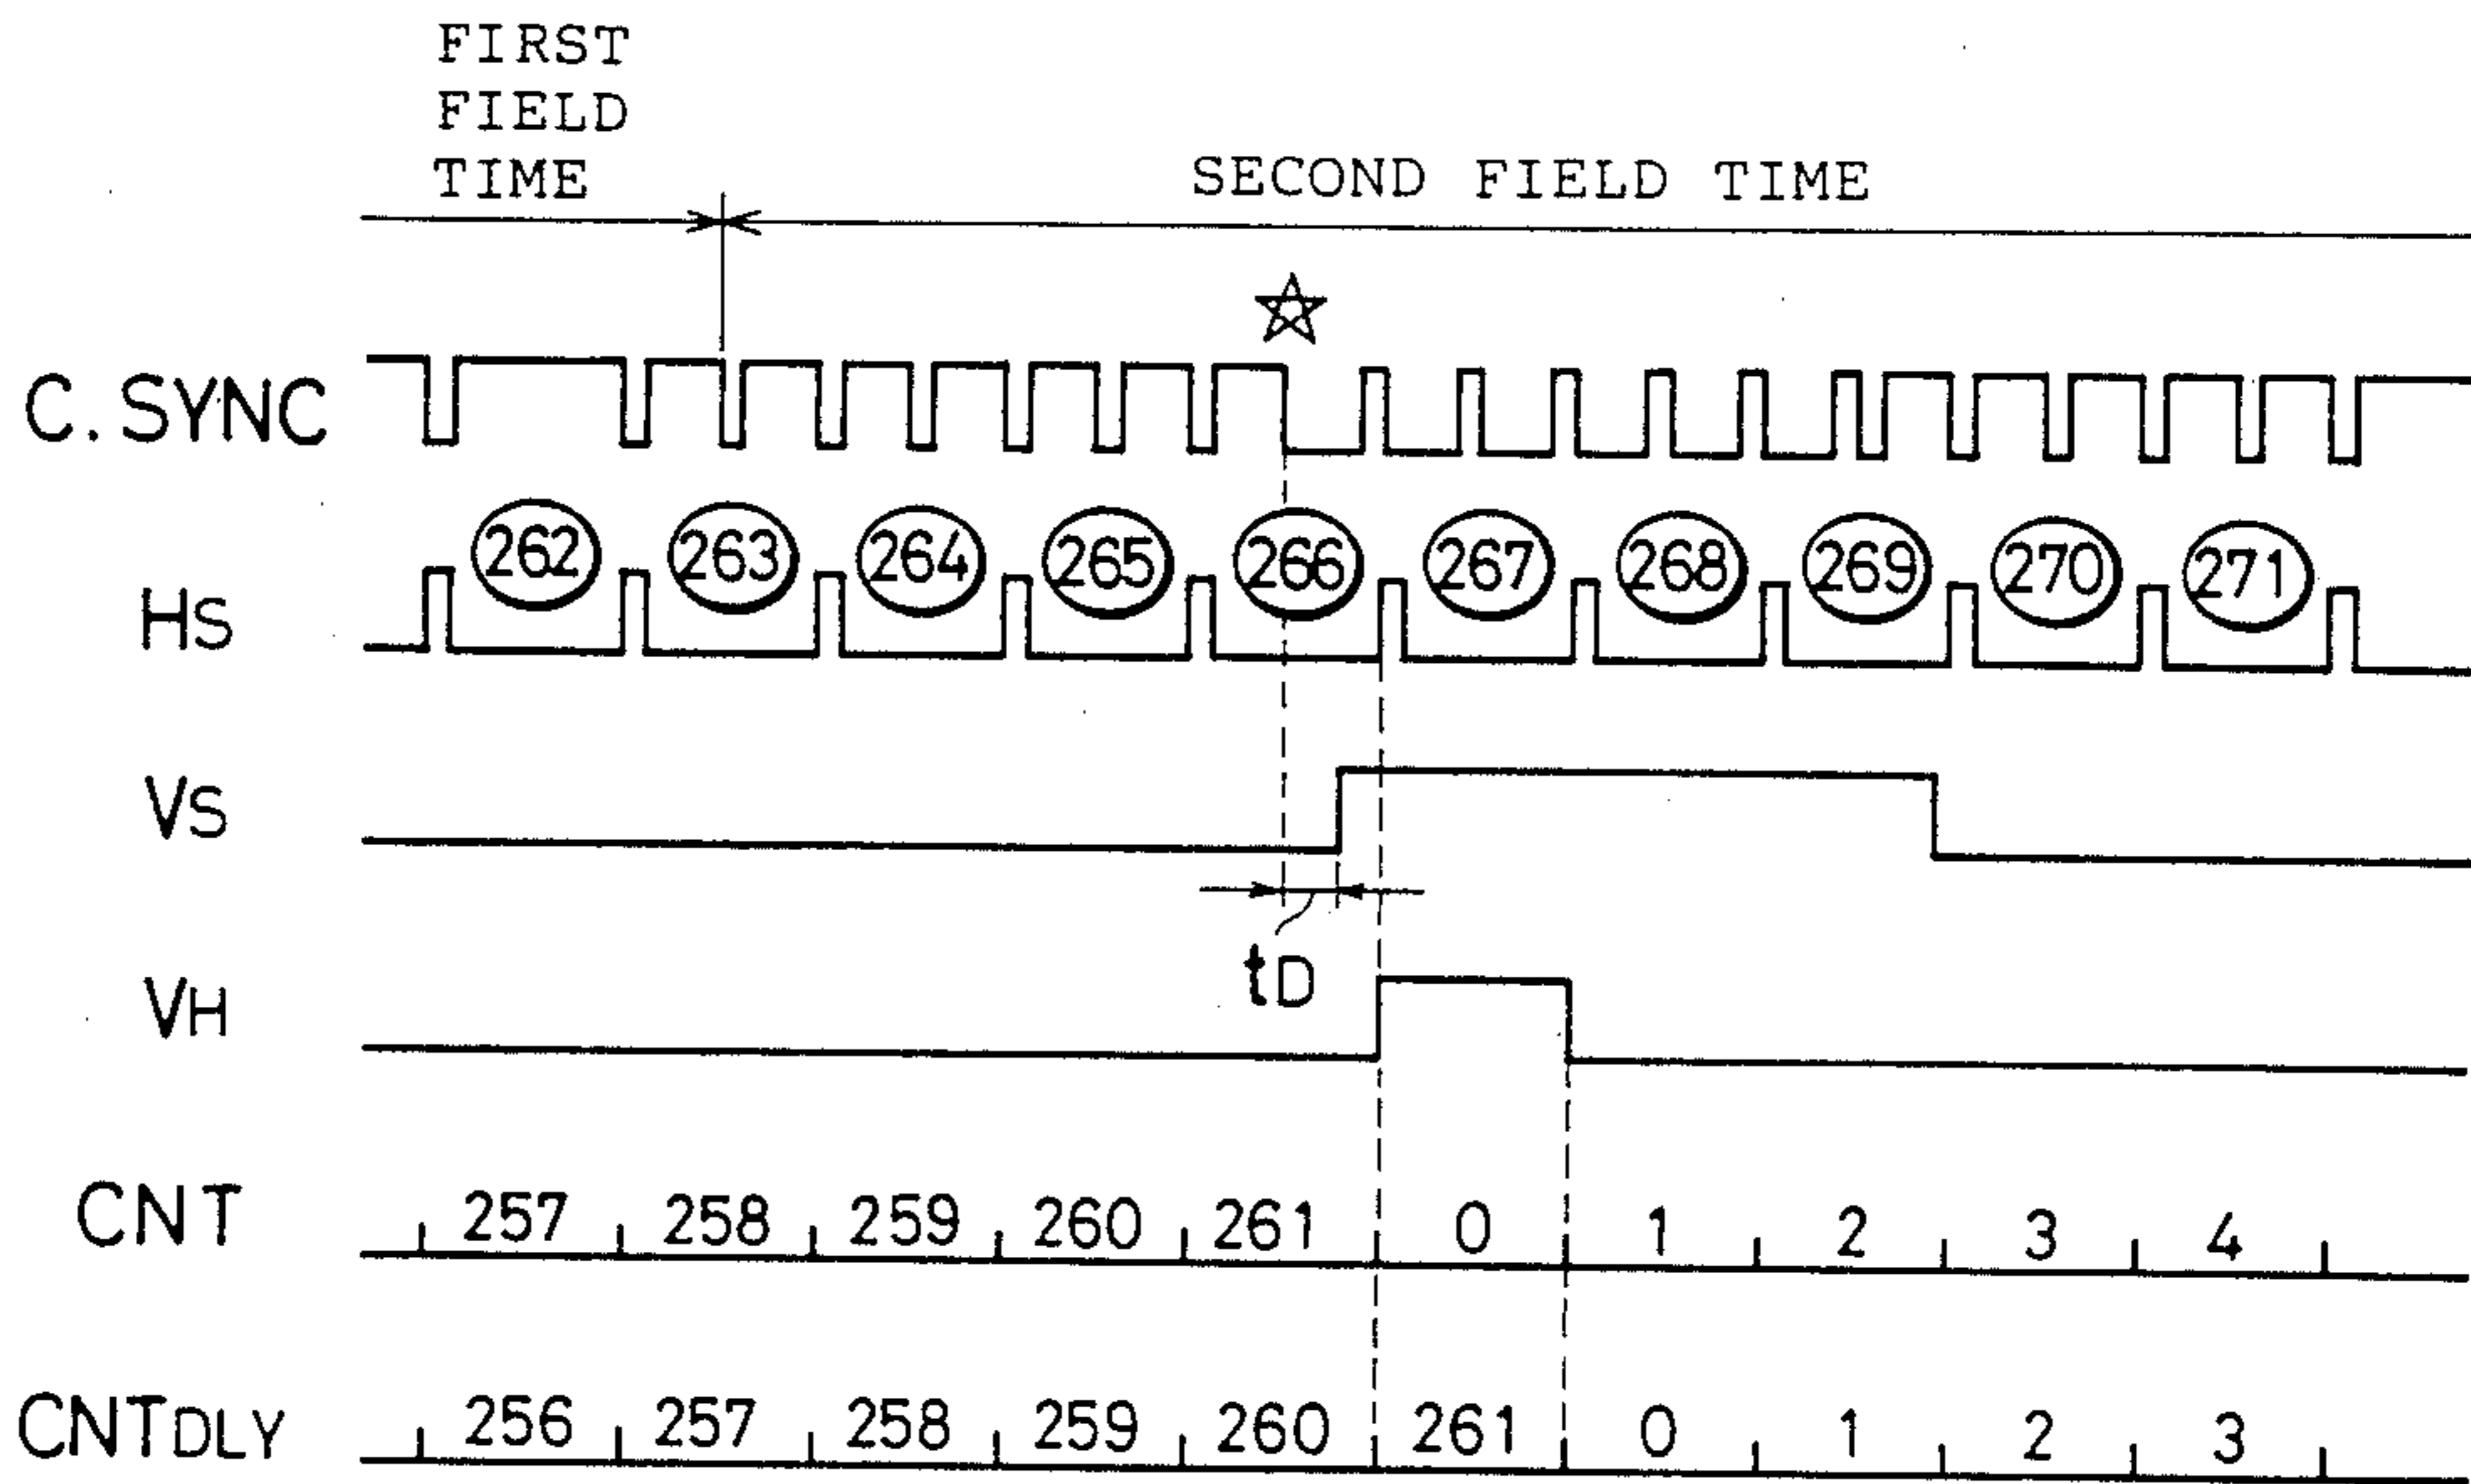 FIRST
FIELD
TIME
SECOND FIELD TIME
C.SYNC
262 263 264 265 266 267 268 269 270 271
HS
VS
tD
VH
CNT 257 258 259 260 261 0 1 2 3 4
CNTDLY 256 257 258 259 260 261 0 1 2 3